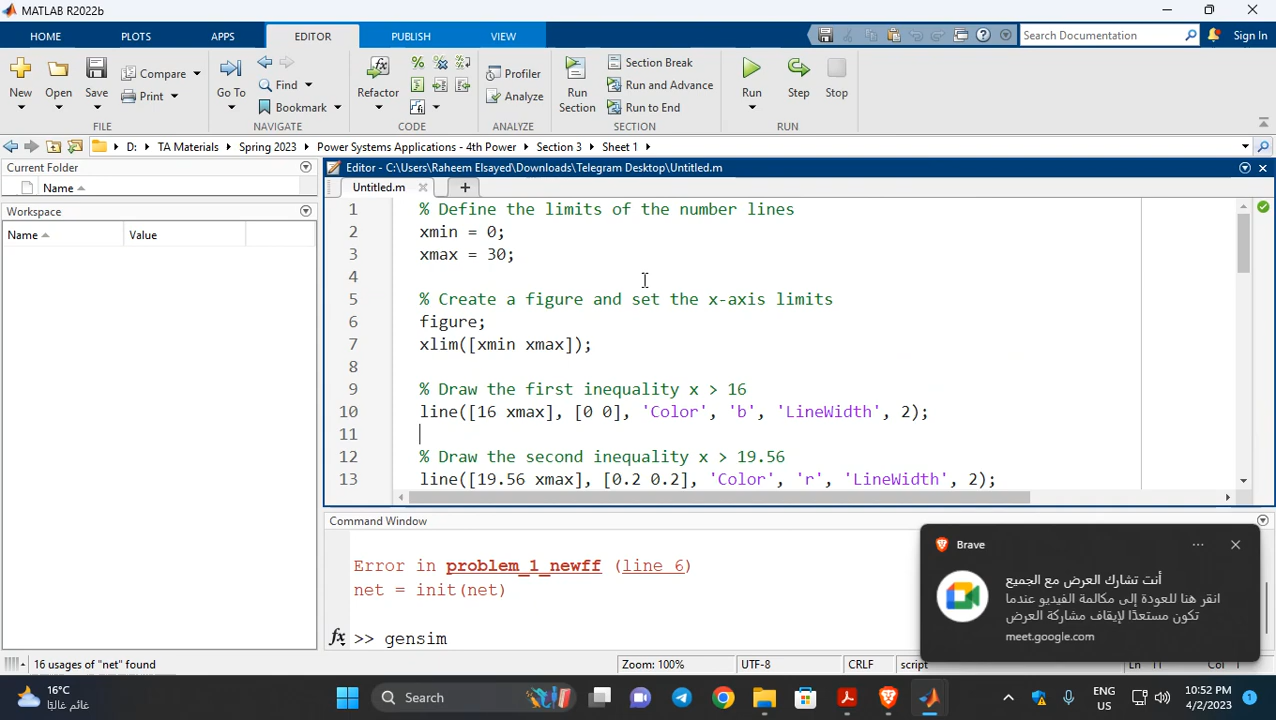 MATLAB R2022b
HOME PLOTS APPS EDITOR PUBLISH VIEW
Search Documentation Sign In
New Open Save Compare Print
Go To Find Bookmark
Refactor
Profiler Analyze
Run Section
Section Break
Run and Advance
Run to End
Run Step Stop
FILE NAVIGATE CODE ANALYZE SECTION RUN
D: TA Materials Spring 2023 Power Systems Applications - 4th Power Section 3 Sheet 1
Current Folder
Name
Workspace
Name Value
Editor - C:\Users\Raheem Elsayed\Downloads\Telegram Desktop\Untitled.m
Untitled.m
1 % Define the limits of the number lines
2 xmin = 0;
3 xmax = 30;
4
5 % Create a figure and set the x-axis limits
6 figure;
7 xlim([xmin xmax]);
8
9 % Draw the first inequality x > 16
10 line([16 xmax], [0 0], 'Color', 'b', 'LineWidth', 2);
11
12 % Draw the second inequality x > 19.56
13 line([19.56 xmax], [0.2 0.2], 'Color', 'r', 'LineWidth', 2);
Command Window
Error in problem_1_newff (line 6)
net = init(net)
fx >> gensim
Brave
أنت تشارك العرض مع الجميع
انقر هنا للعودة إلى مكالمة الفيديو عندما
تكون مستعدًا لإيقاف مشاركة العرض
meet.google.com
16 usages of "net" found
Zoom: 100% UTF-8 CRLF script Ln 11 Col 1
16°C
غائم غالبًا
Search
ENG
US
10:52 PM
4/2/2023
1